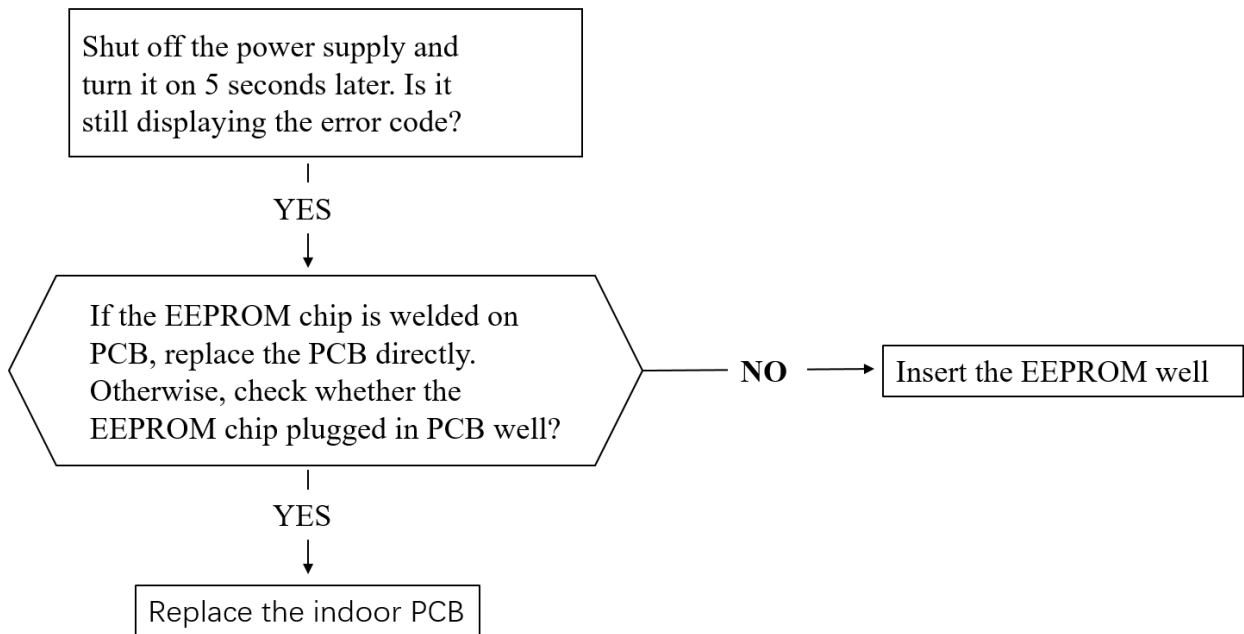 Shut off the power supply and
turn it on 5 seconds later. Is it
still displaying the error code?
YES
If the EEPROM chip is welded on
PCB, replace the PCB directly.
Otherwise, check whether the
EEPROM chip plugged in PCB well?
NO
Insert the EEPROM well
YES
Replace the indoor PCB